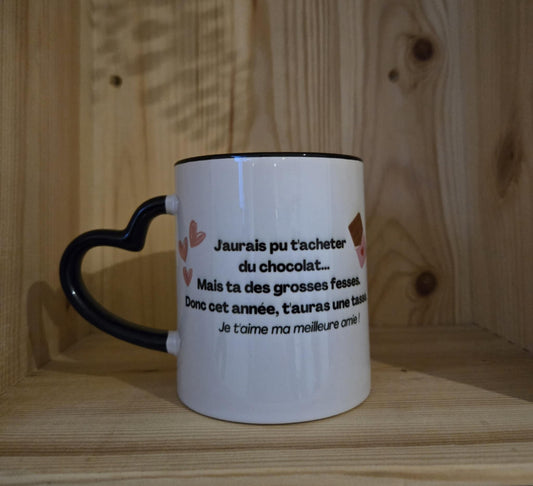 J'aurais pu t'acheter
du chocolat...
Mais ta des grosses fesses.
Donc cet année, t'auras une tasse
Je t'aime ma meilleure amie !